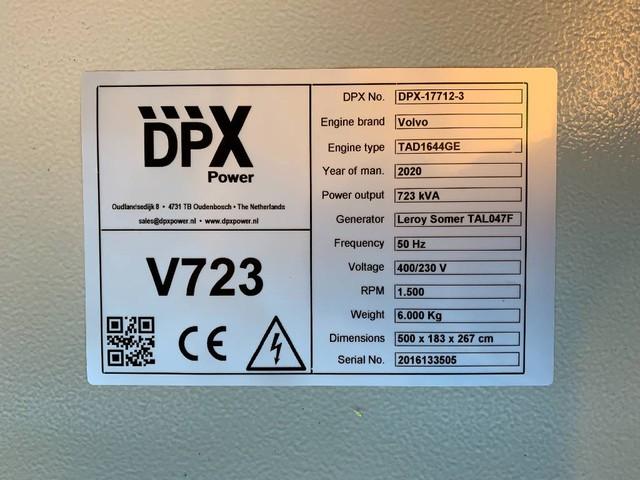 DPX
Power
Oudlandsedijk 8 • 4731 TB Oudenbosch • The Netherlands
sales@dpxpower.nl • www.dpxpower.nl
V723
CE
DPX No. DPX-17712-3
Engine brand Volvo
Engine type TAD1644GE
Year of man. 2020
Power output 723 kVA
Generator Leroy Somer TAL047F
Frequency 50 Hz
Voltage 400/230 V
RPM 1.500
Weight 6.000 Kg
Dimensions 500 x 183 x 267 cm
Serial No. 2016133505